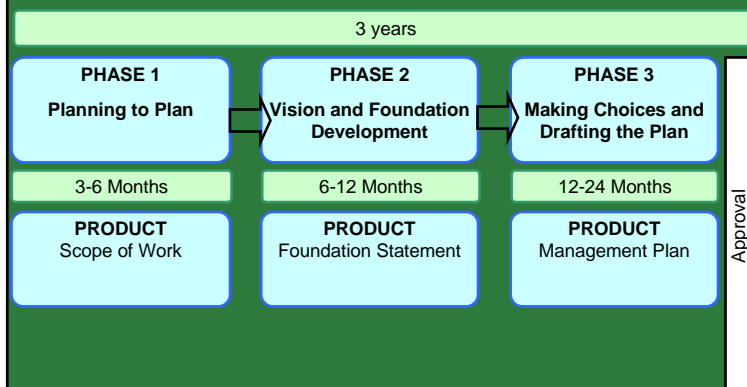 3 years
PHASE 1
Planning to Plan
PHASE 2
Vision and Foundation
Development
PHASE 3
Making Choices and
Drafting the Plan
3-6 Months
6-12 Months
12-24 Months
PRODUCT
Scope of Work
PRODUCT
Foundation Statement
PRODUCT
Management Plan
Approval